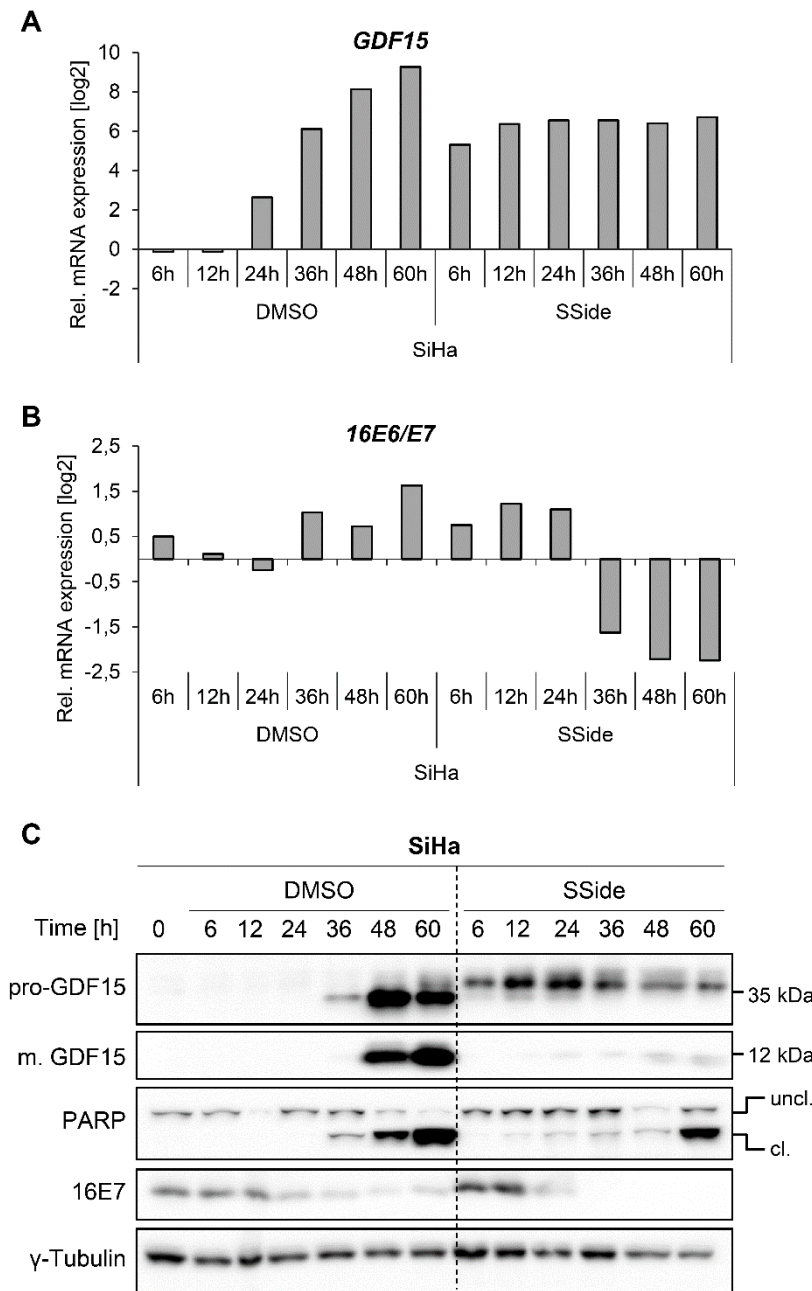 A
GDF15
Rel. mRNA expression [log2]
10
8
6
4
2
0
-2
6h 12h 24h 36h 48h 60h 6h 12h 24h 36h 48h 60h
DMSO SSide
SiHa
B
16E6/E7
Rel. mRNA expression [log2]
2,5
1,5
0,5
-0,5
-1,5
-2,5
6h 12h 24h 36h 48h 60h 6h 12h 24h 36h 48h 60h
DMSO SSide
SiHa
C
SiHa
DMSO SSide
Time [h] 0 6 12 24 36 48 60 6 12 24 36 48 60
pro-GDF15 35 kDa
m. GDF15 12 kDa
PARP uncl.
cl.
16E7
γ-Tubulin